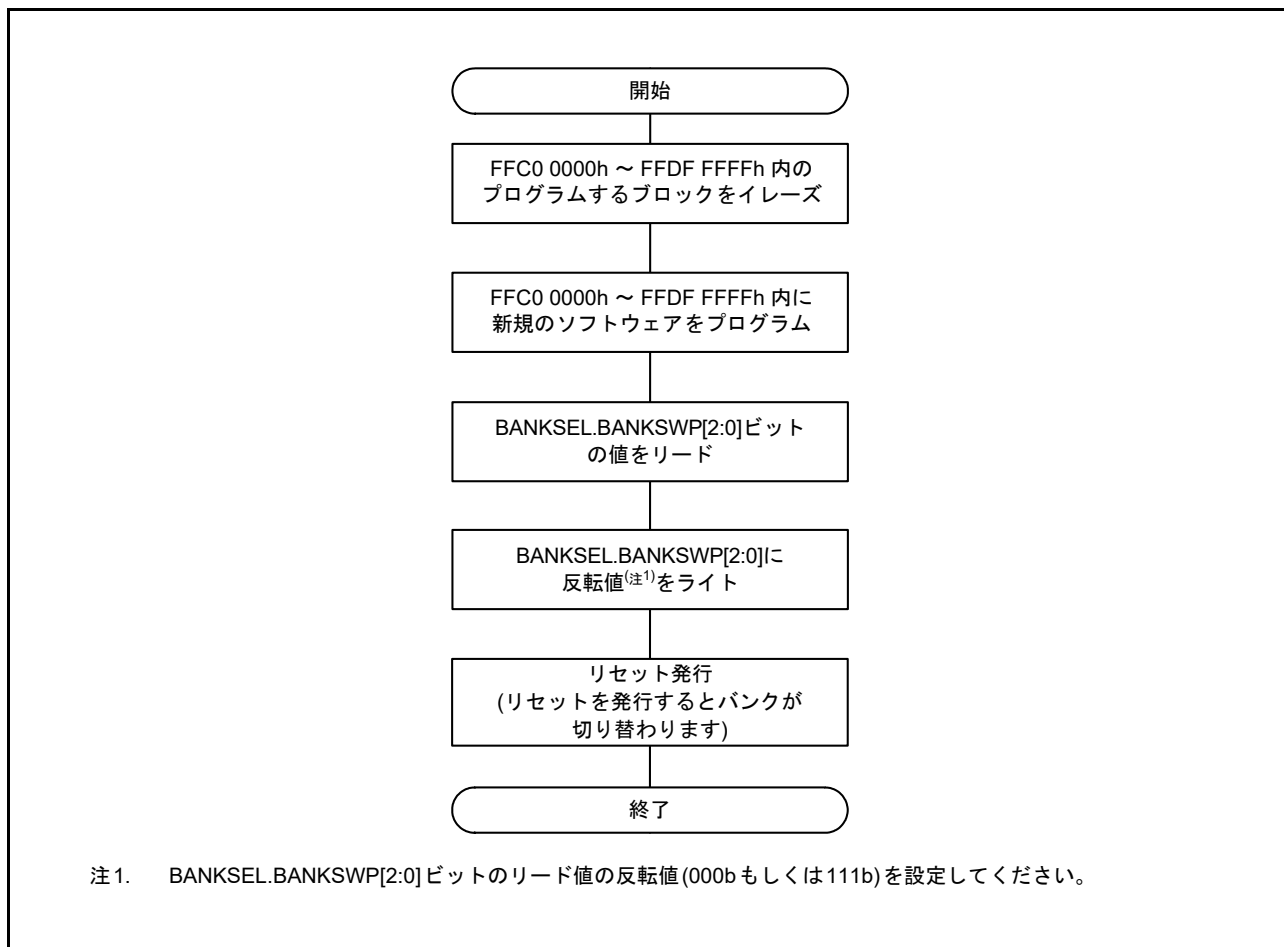 開始
FFC0 0000h ～ FFDF FFFFh 内の
プログラムするブロックをイレーズ
FFC0 0000h ～ FFDF FFFFh 内に
新規のソフトウェアをプログラム
BANKSEL.BANKSWP[2:0]ビット
の値をリード
BANKSEL.BANKSWP[2:0]に
反転値(注1)をライト
リセット発行
(リセットを発行するとバンクが
切り替わります)
終了
注1. BANKSEL.BANKSWP[2:0]ビットのリード値の反転値(000bもしくは111b)を設定してください。